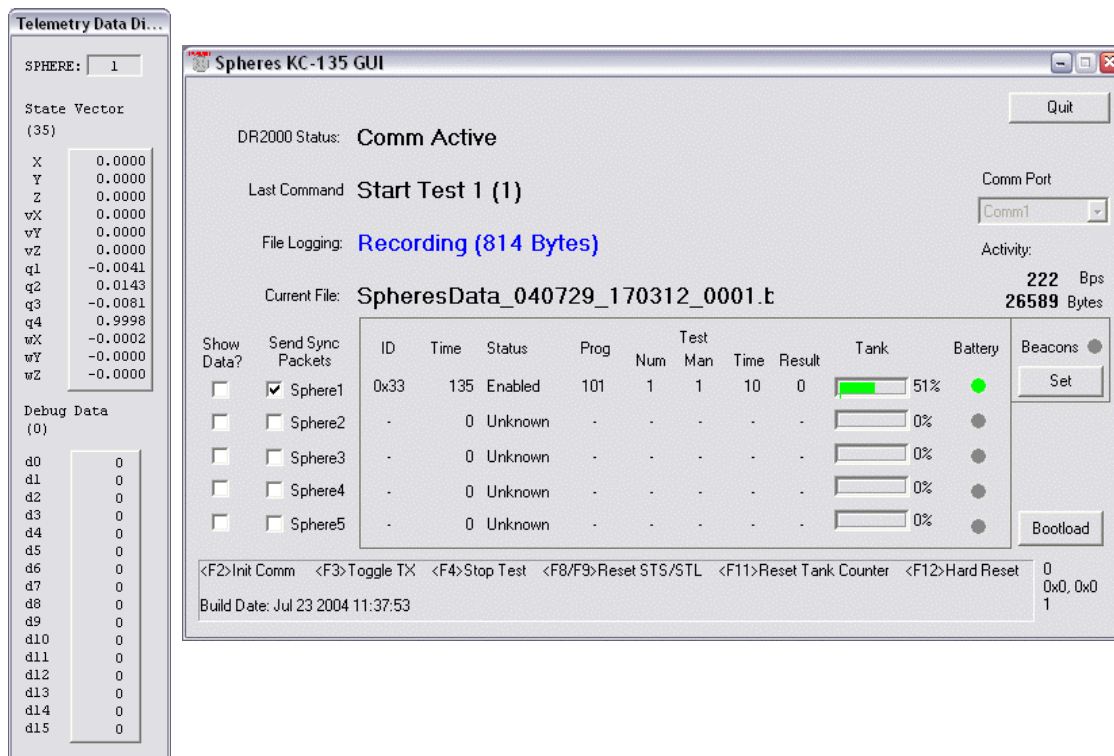 Telemetry Data Di...
SPHERE: 1
State Vector
(35)
X 0.0000
Y 0.0000
Z 0.0000
vX 0.0000
vY 0.0000
vZ 0.0000
q1 -0.0041
q2 0.0143
q3 -0.0081
q4 0.9998
wX -0.0002
wY -0.0000
wZ -0.0000
Debug Data
(0)
d0 0
d1 0
d2 0
d3 0
d4 0
d5 0
d6 0
d7 0
d8 0
d9 0
d10 0
d11 0
d12 0
d13 0
d14 0
d15 0
Spheres KC-135 GUI
Quit
DR2000 Status: Comm Active
Last Command Start Test 1 (1)
File Logging: Recording (814 Bytes)
Current File: SpheresData_040729_170312_0001.b
Comm Port
Comm1
Activity:
222 Bps
26589 Bytes
Show Data? Send Sync Packets ID Time Status Prog Test Num Man Time Result Tank Battery
Sphere1 0x33 135 Enabled 101 1 1 10 0 51%
Sphere2 - 0 Unknown - - - - - 0%
Sphere3 - 0 Unknown - - - - - 0%
Sphere4 - 0 Unknown - - - - - 0%
Sphere5 - 0 Unknown - - - - - 0%
Beacons
Set
Bootload
<F2>Init Comm <F3>Toggle TX <F4>Stop Test <F8/F9>Reset STS/STL <F11>Reset Tank Counter <F12>Hard Reset
Build Date: Jul 23 2004 11:37:53
0
0x0, 0x0
1